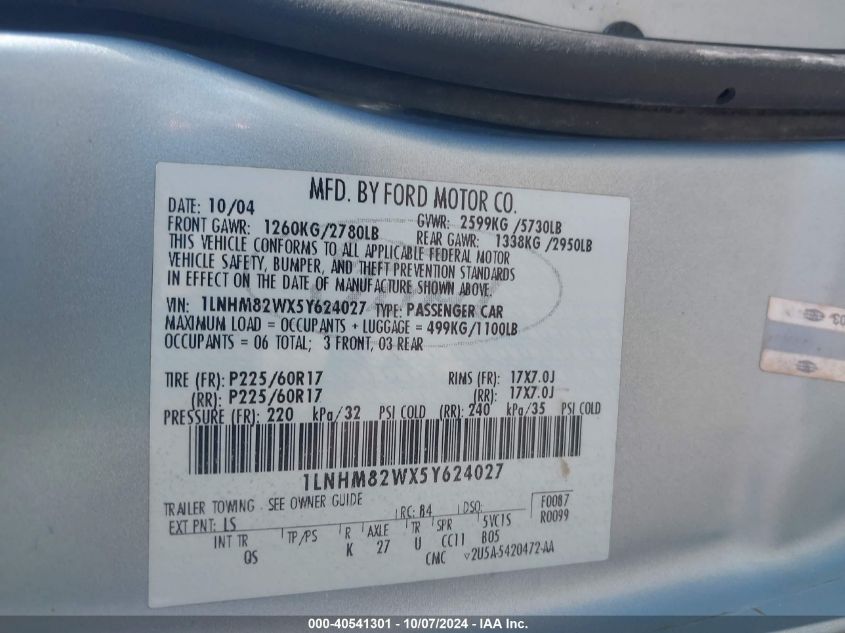 MFD. BY FORD MOTOR CO.
DATE: 10/04
GVWR: 2599KG /5730LB
FRONT GAWR: 1260KG/2780LB
REAR GAWR: 1338KG /2950LB
THIS VEHICLE CONFORMS TO ALL APPLICABLE FEDERAL MOTOR
VEHICLE SAFETY, BUMPER, AND THEFT PREVENTION STANDARDS
IN EFFECT ON THE DATE OF MANUFACTURE SHOWN ABOVE.
VIN: 1LNHM82WX5Y624027 TYPE: PASSENGER CAR
MAXIMUM LOAD = OCCUPANTS + LUGGAGE = 499KG/1100LB
OCCUPANTS = 06 TOTAL; 3 FRONT, 03 REAR
TIRE (FR): P225/60R17 RIMS (FR): 17X7.0J
(RR): P225/60R17 (RR): 17X7.0J
PRESSURE (FR): 220 kPa/32 PSI COLD (RR): 240 kPa/35 PSI COLD
1LNHM82WX5Y624027
TRAILER TOWING - SEE OWNER GUIDE
EXT PNT: LS RC: 84 DSO: F0087
INT TR TP/PS R AXLE TR SPR 5VC1S R0099
QS K 27 U CC11 B05
CMC v2U5A-5420472-AA
000-40541301 - 10/07/2024 - IAA Inc.